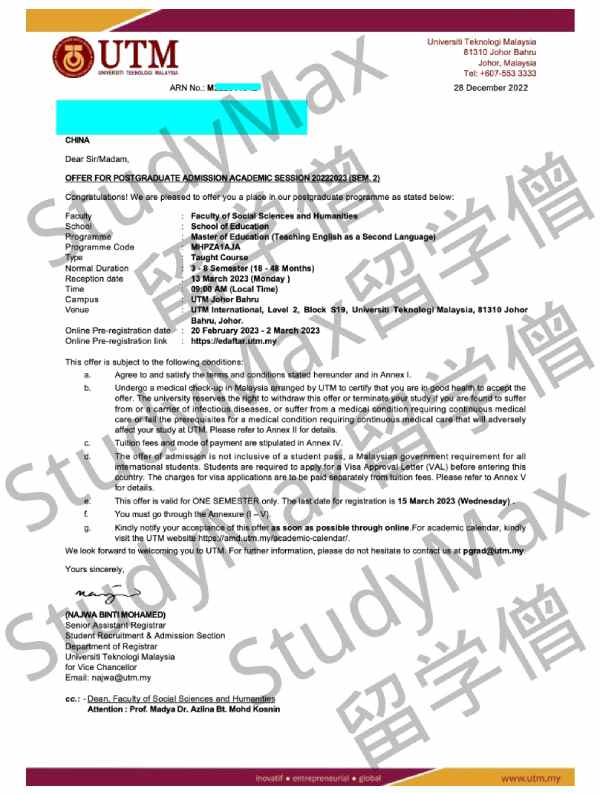 UTM
UNIVERSITI TEKNOLOGI MALAYSIA
Universiti Teknologi Malaysia
81310 Johor Bahru
Johor, Malaysia
Tel: +607-553 3333
ARN No.: M
28 December 2022
CHINA
Dear Sir/Madam,
OFFER FOR POSTGRADUATE ADMISSION ACADEMIC SESSION 20222023 (SEM. 2)
Congratulations! We are pleased to offer you a place in our postgraduate programme as stated below:
Faculty : Faculty of Social Sciences and Humanities
School : School of Education
Programme : Master of Education (Teaching English as a Second Language)
Programme Code : MHPZA1AJA
Type : Taught Course
Normal Duration : 3 - 8 Semester (18 - 48 Months)
Reception date : 13 March 2023 (Monday )
Time : 09:00 AM (Local Time)
Campus : UTM Johor Bahru
Venue : UTM International, Level 2, Block S19, Universiti Teknologi Malaysia, 81310 Johor
Bahru, Johor.
Online Pre-registration date : 20 February 2023 - 2 March 2023
Online Pre-registration link : https://edaftar.utm.my
This offer is subject to the following conditions:
a. Agree to and satisfy the terms and conditions stated hereunder and in Annex I.
b. Undergo a medical check-up in Malaysia arranged by UTM to certify that you are in good health to accept the
offer. The university reserves the right to withdraw this offer or terminate your study if you are found to suffer
from or a carrier of infectious diseases, or suffer from a medical condition requiring continuous medical
care or fail the prerequisites for a medical condition requiring continuous medical care that will adversely
affect your study at UTM. Please refer to Annex II for details.
c. Tuition fees and mode of payment are stipulated in Annex IV.
d. The offer of admission is not inclusive of a student pass, a Malaysian government requirement for all
international students. Students are required to apply for a Visa Approval Letter (VAL) before entering this
country. The charges for visa applications are to be paid separately from tuition fees. Please refer to Annex V
for details.
e. This offer is valid for ONE SEMESTER only. The last date for registration is 15 March 2023 (Wednesday) .
f. You must go through the Annexure (I – V).
g. Kindly notify your acceptance of this offer as soon as possible through online.For academic calendar, kindly
visit the UTM website https://amd.utm.my/academic-calendar/.
We look forward to welcoming you to UTM. For further information, please do not hesitate to contact us at pgrad@utm.my.
Yours sincerely,
(NAJWA BINTI MOHAMED)
Senior Assistant Registrar
Student Recruitment & Admission Section
Department of Registrar
Universiti Teknologi Malaysia
for Vice Chancellor
Email: najwa@utm.my
cc.: - Dean, Faculty of Social Sciences and Humanities
Attention : Prof. Madya Dr. Azlina Bt. Mohd Kosnin
inovatif ● entrepreneurial ● global
www.utm.my
StudyMax
留学僧
StudyMax
留学僧
StudyMax
留学僧
StudyMax
留学僧